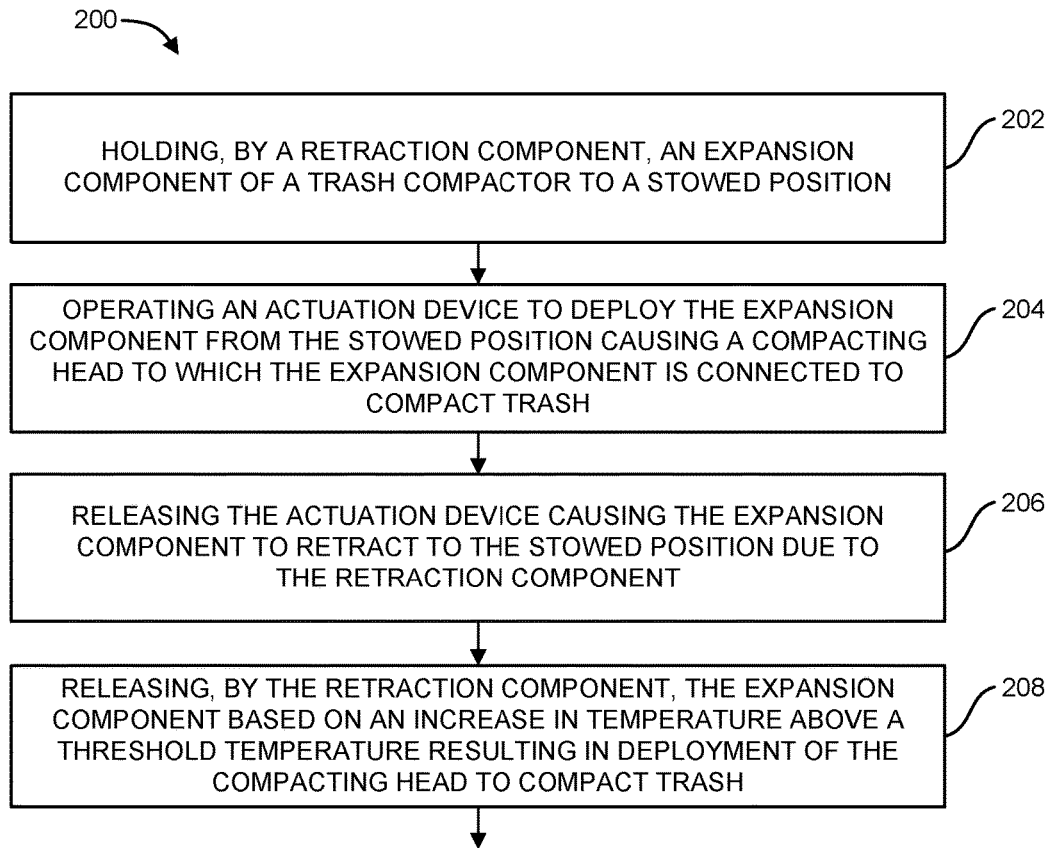 200
HOLDING, BY A RETRACTION COMPONENT, AN EXPANSION
COMPONENT OF A TRASH COMPACTOR TO A STOWED POSITION
202
OPERATING AN ACTUATION DEVICE TO DEPLOY THE EXPANSION
COMPONENT FROM THE STOWED POSITION CAUSING A COMPACTING
HEAD TO WHICH THE EXPANSION COMPONENT IS CONNECTED TO
COMPACT TRASH
204
RELEASING THE ACTUATION DEVICE CAUSING THE EXPANSION
COMPONENT TO RETRACT TO THE STOWED POSITION DUE TO
THE RETRACTION COMPONENT
206
RELEASING, BY THE RETRACTION COMPONENT, THE EXPANSION
COMPONENT BASED ON AN INCREASE IN TEMPERATURE ABOVE A
THRESHOLD TEMPERATURE RESULTING IN DEPLOYMENT OF THE
COMPACTING HEAD TO COMPACT TRASH
208